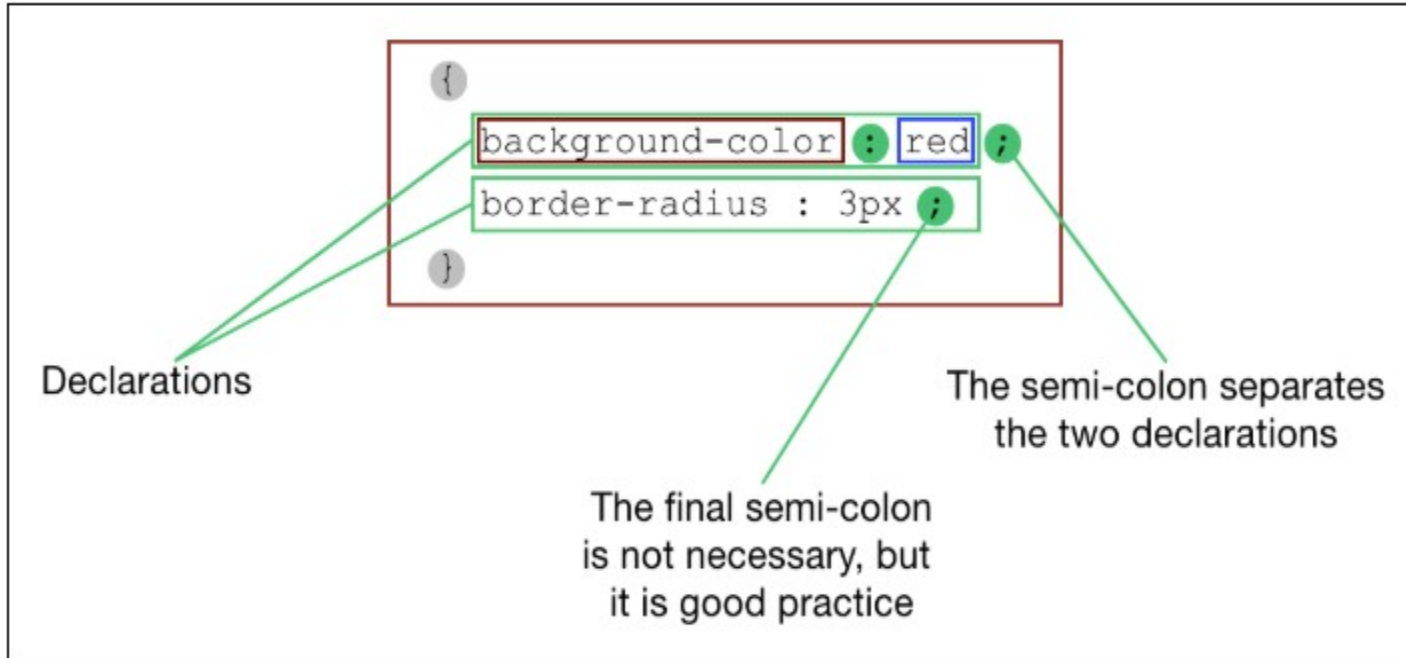 {
background-color : red ;
border-radius : 3px ;
}
Declarations
The semi-colon separates
the two declarations
The final semi-colon
is not necessary, but
it is good practice